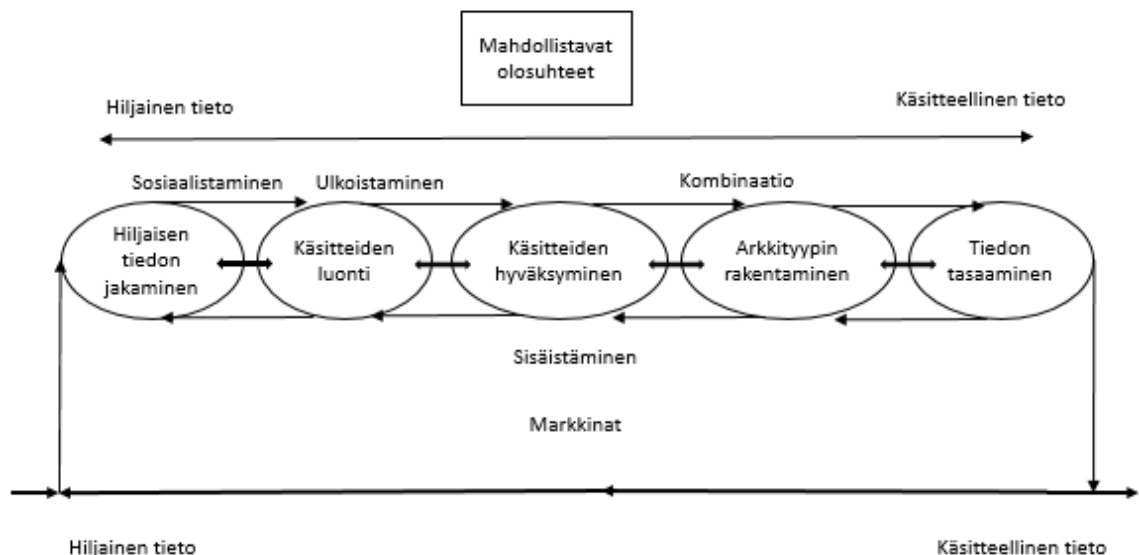 Mahdollistavat
olosuhteet
Hiljainen tieto
Käsitteellinen tieto
Sosiaalistaminen
Ulkoistaminen
Kombinaatio
Hiljaisen
tiedon
jakaminen
Käsitteiden
luonti
Käsitteiden
hyväksyminen
Arkkityypin
rakentaminen
Tiedon
tasaaminen
Sisäistäminen
Markkinat
Hiljainen tieto
Käsitteellinen tieto